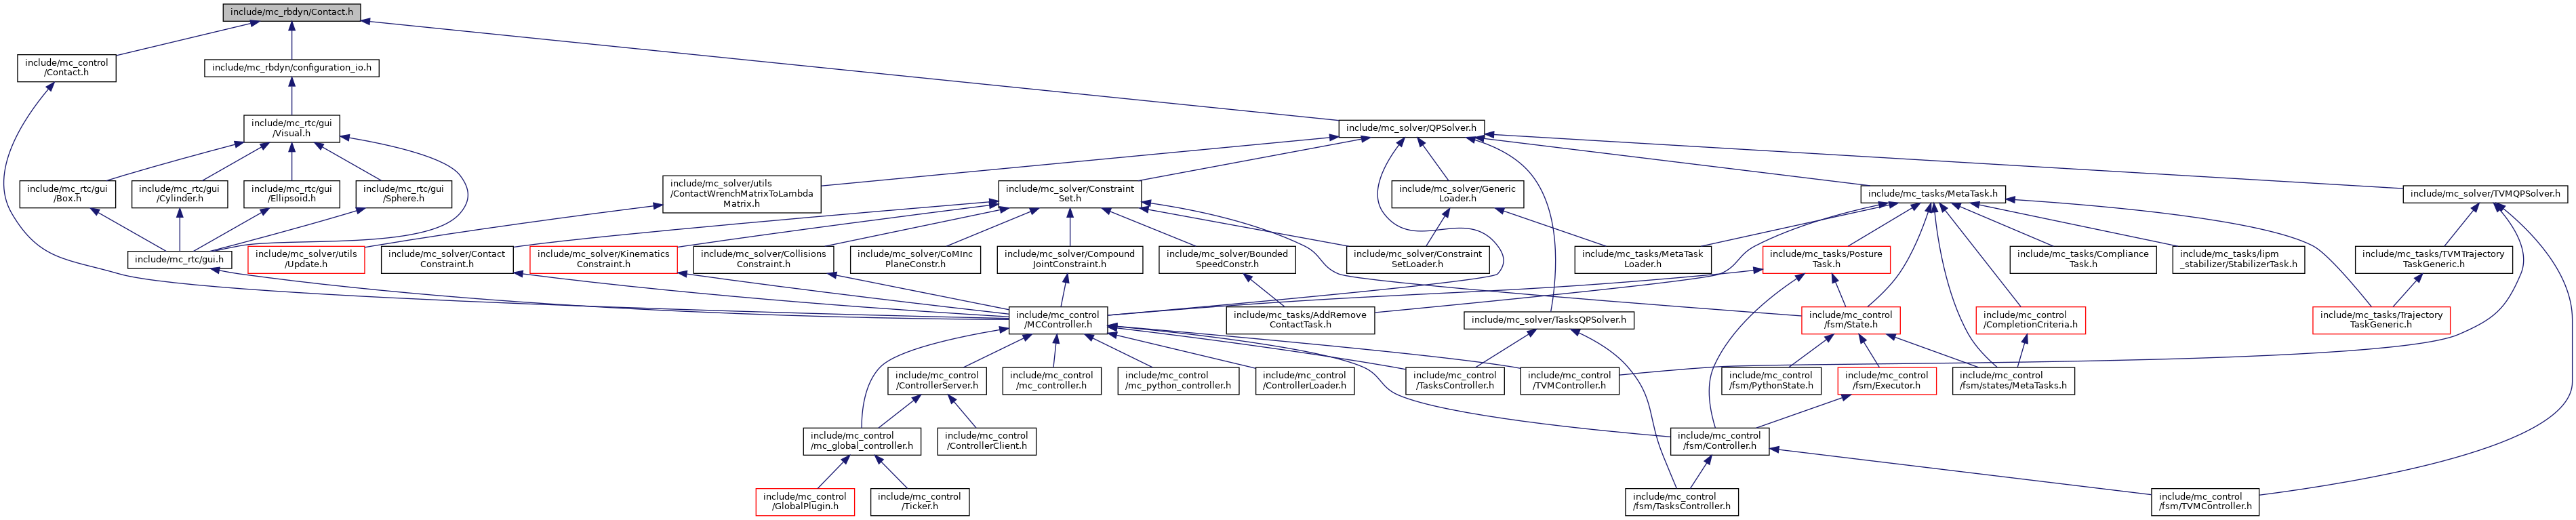 include/mc_rbdyn/Contact.h
include/mc_control
/Contact.h
include/mc_rbdyn/configuration_io.h
include/mc_rtc/gui
/Visual.h
include/mc_solver/QPSolver.h
include/mc_rtc/gui
/Box.h
include/mc_rtc/gui
/Cylinder.h
include/mc_rtc/gui
/Ellipsoid.h
include/mc_rtc/gui
/Sphere.h
include/mc_solver/utils
/ContactWrenchMatrixToLambda
Matrix.h
include/mc_solver/Constraint
Set.h
include/mc_solver/Generic
Loader.h
include/mc_tasks/MetaTask.h
include/mc_solver/TVMQPSolver.h
include/mc_rtc/gui.h
include/mc_solver/utils
/Update.h
include/mc_solver/Contact
Constraint.h
include/mc_solver/Kinematics
Constraint.h
include/mc_solver/Collisions
Constraint.h
include/mc_solver/CoMInc
PlaneConstr.h
include/mc_solver/Compound
JointConstraint.h
include/mc_solver/Bounded
SpeedConstr.h
include/mc_solver/Constraint
SetLoader.h
include/mc_tasks/MetaTask
Loader.h
include/mc_tasks/Posture
Task.h
include/mc_tasks/Compliance
Task.h
include/mc_tasks/lipm
_stabilizer/StabilizerTask.h
include/mc_tasks/TVMTrajectory
TaskGeneric.h
include/mc_control
/MCController.h
include/mc_tasks/AddRemove
ContactTask.h
include/mc_solver/TasksQPSolver.h
include/mc_control
/fsm/State.h
include/mc_control
/CompletionCriteria.h
include/mc_tasks/Trajectory
TaskGeneric.h
include/mc_control
/ControllerServer.h
include/mc_control
/mc_controller.h
include/mc_control
/mc_python_controller.h
include/mc_control
/ControllerLoader.h
include/mc_control
/TasksController.h
include/mc_control
/TVMController.h
include/mc_control
/fsm/PythonState.h
include/mc_control
/fsm/Executor.h
include/mc_control
/fsm/states/MetaTasks.h
include/mc_control
/mc_global_controller.h
include/mc_control
/ControllerClient.h
include/mc_control
/fsm/Controller.h
include/mc_control
/GlobalPlugin.h
include/mc_control
/Ticker.h
include/mc_control
/fsm/TasksController.h
include/mc_control
/fsm/TVMController.h